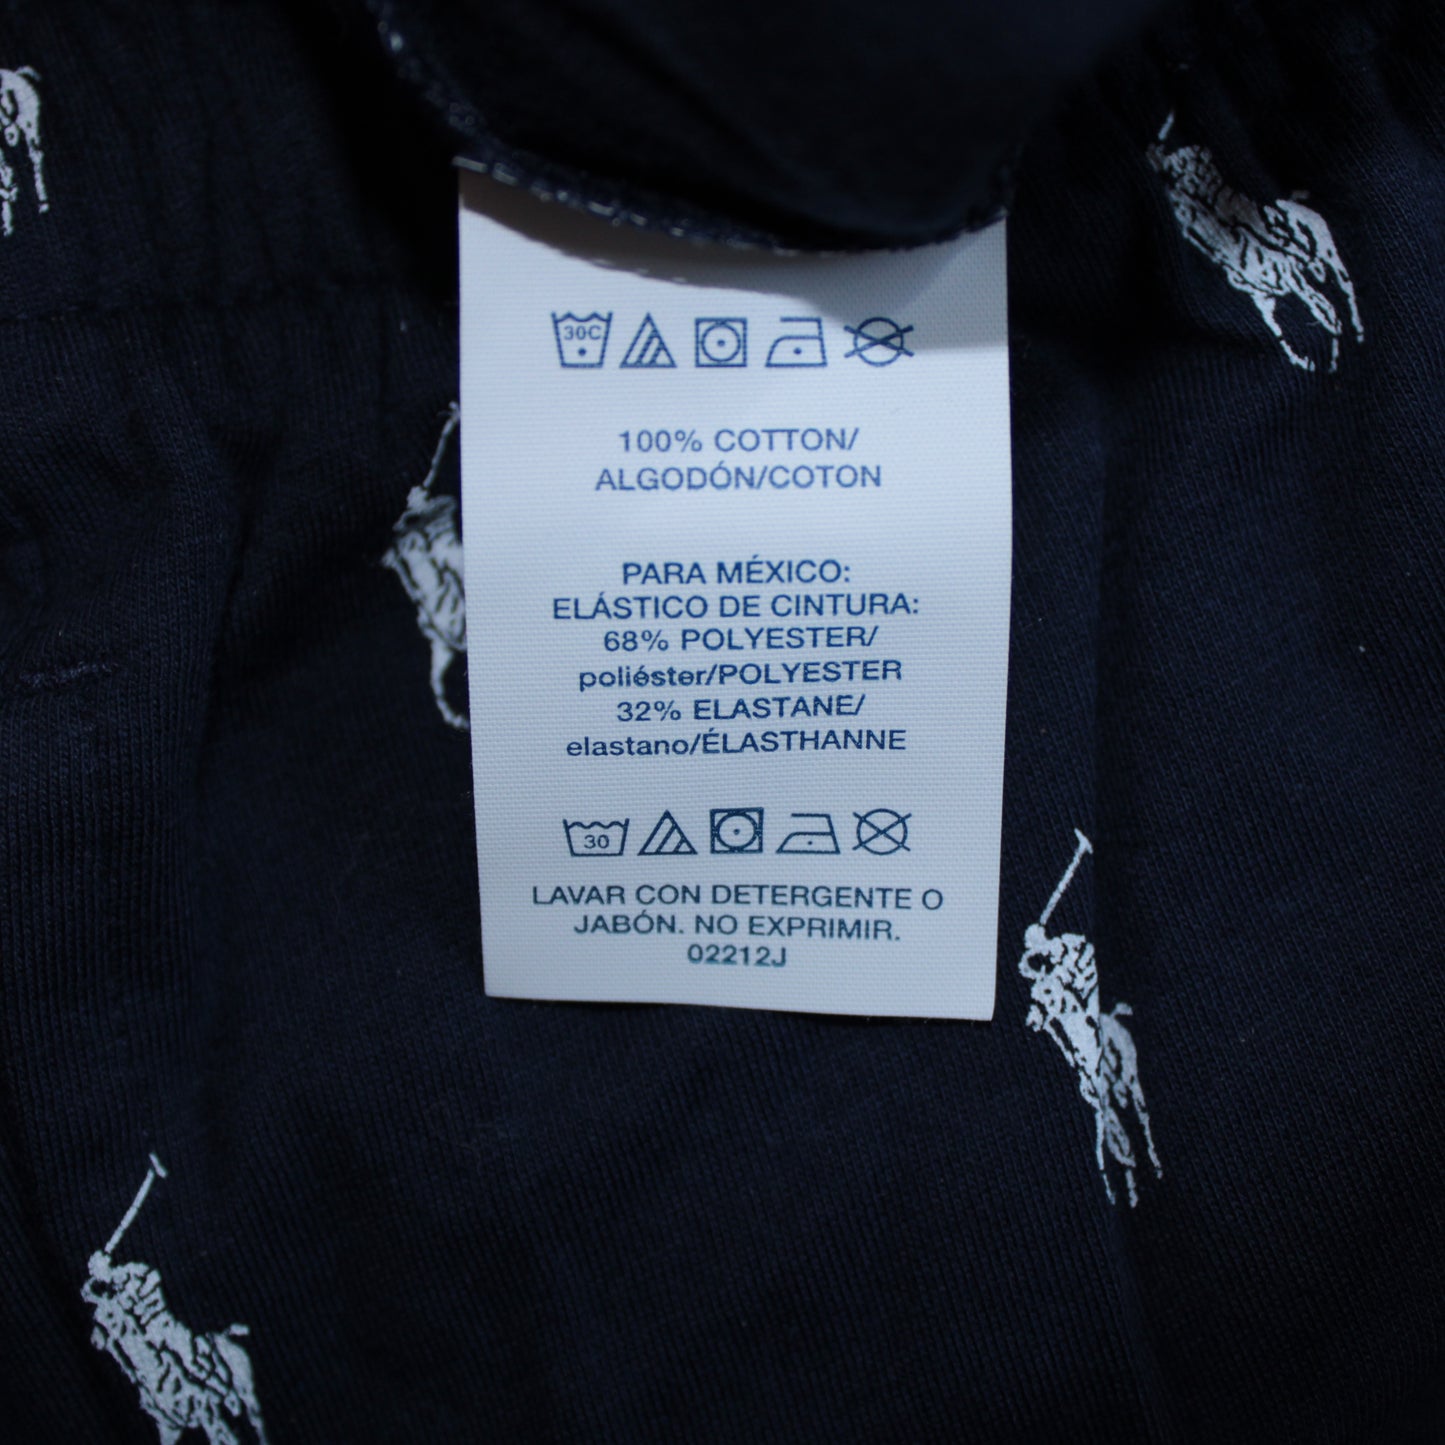 30C
100% COTTON/
ALGODÓN/COTON
PARA MÉXICO:
ELÁSTICO DE CINTURA:
68% POLYESTER/
poliéster/POLYESTER
32% ELASTANE/
elastano/ÉLASTHANNE
30
LAVAR CON DETERGENTE O
JABÓN. NO EXPRIMIR.
02212J